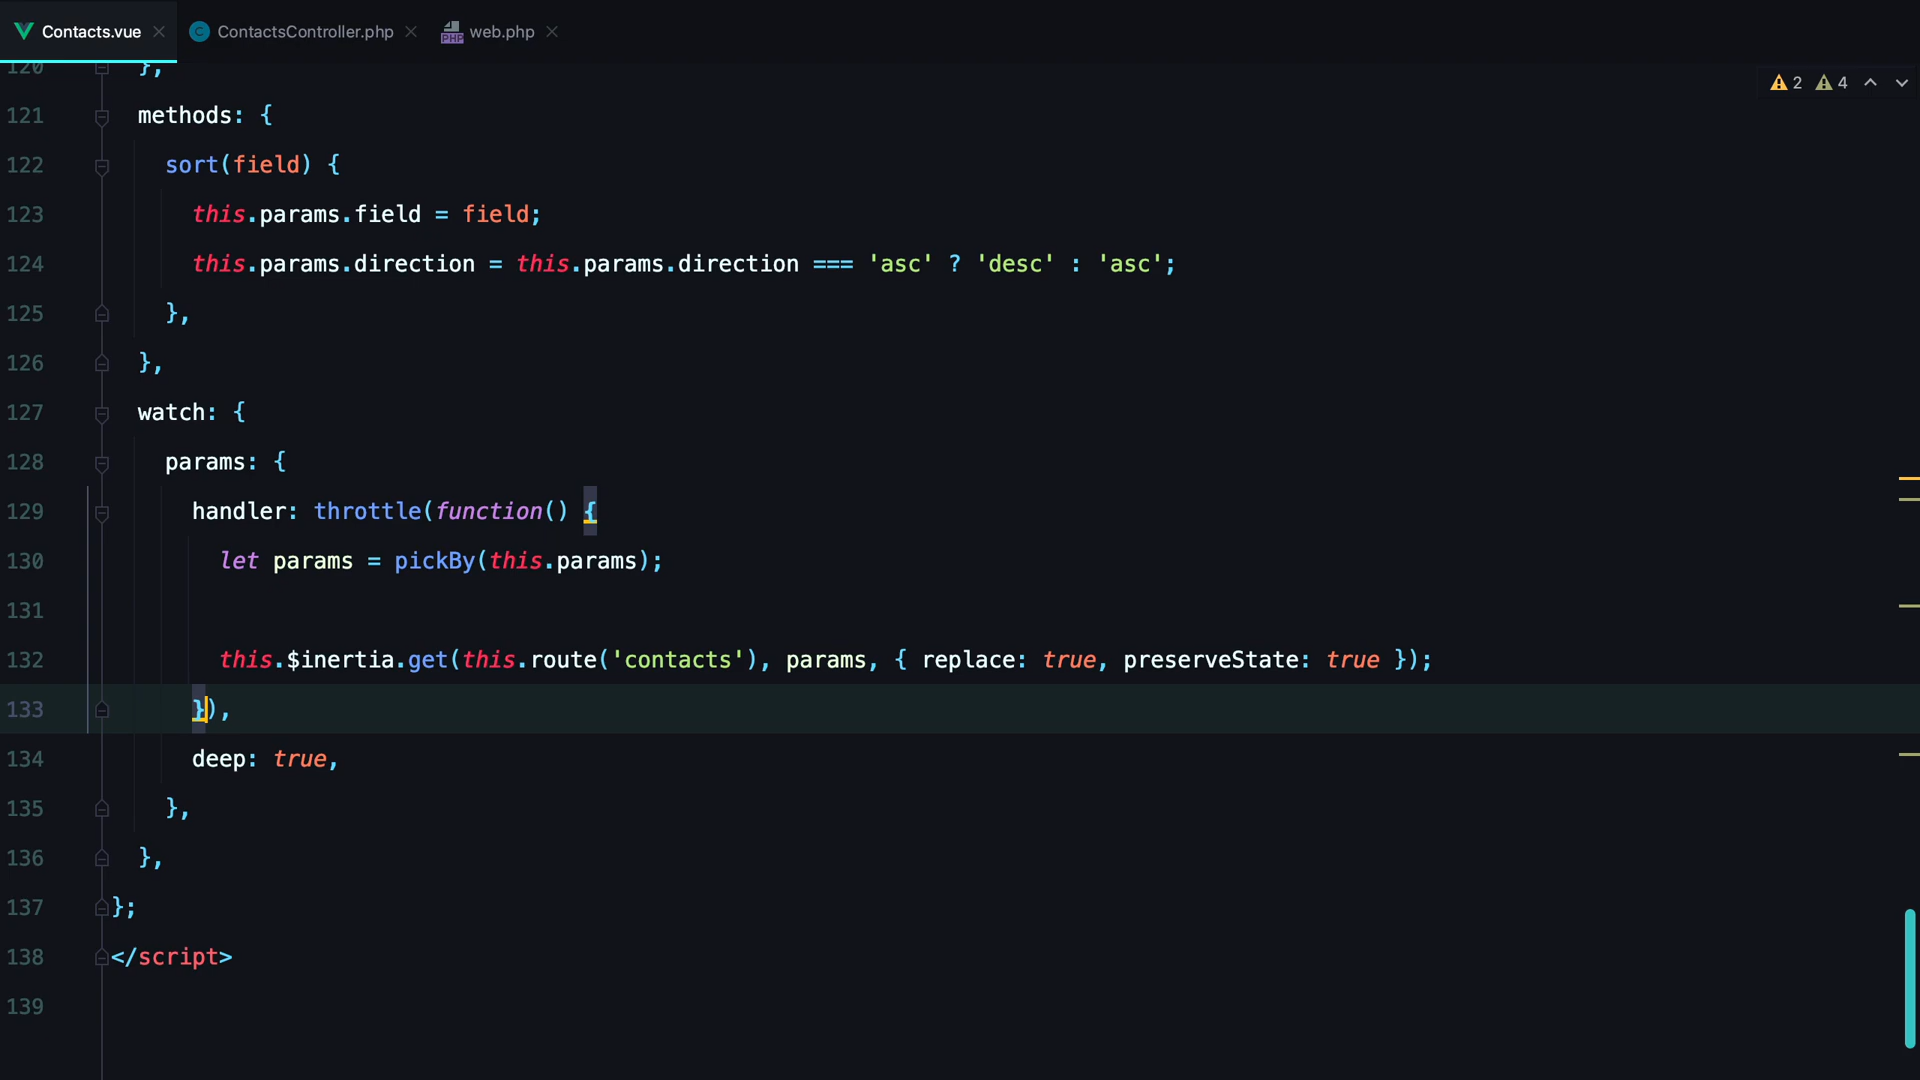 Contacts.vue ContactsController.php web.php
120 },
2 4
121 methods: {
122 sort(field) {
123 this.params.field = field;
124 this.params.direction = this.params.direction === 'asc' ? 'desc' : 'asc';
125 },
126 },
127 watch: {
128 params: {
129 handler: throttle(function() {
130 let params = pickBy(this.params);
131
132 this.$inertia.get(this.route('contacts'), params, { replace: true, preserveState: true });
133 }),
134 deep: true,
135 },
136 },
137 };
138 </script>
139